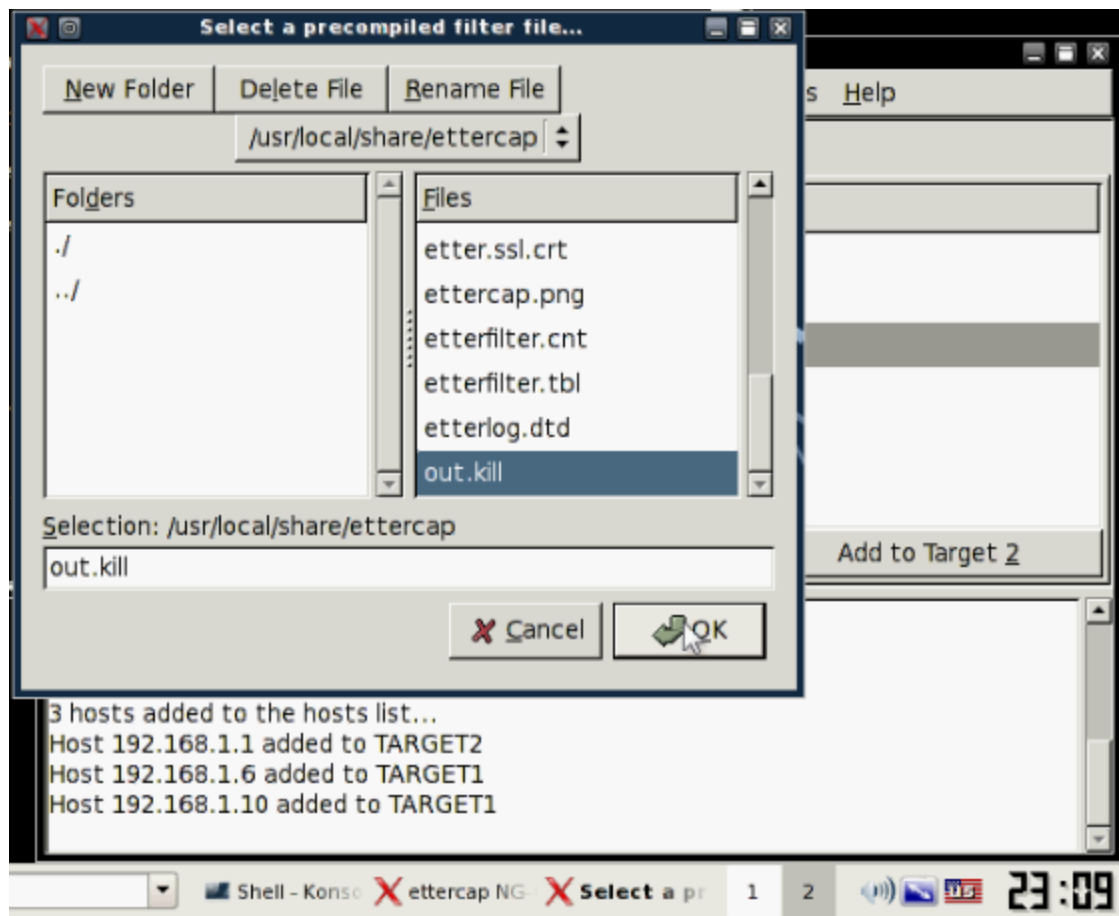 Select a precompiled filter file...
New Folder Delete File Rename File
s Help
/usr/local/share/ettercap
Folders
Files
./
../
etter.ssl.crt
ettercap.png
etterfilter.cnt
etterfilter.tbl
etterlog.dtd
out.kill
Selection: /usr/local/share/ettercap
out.kill
Add to Target 2
Cancel OK
3 hosts added to the hosts list...
Host 192.168.1.1 added to TARGET2
Host 192.168.1.6 added to TARGET1
Host 192.168.1.10 added to TARGET1
Shell - Konso ettercap NG- Select a pr 1 2 US 23:09